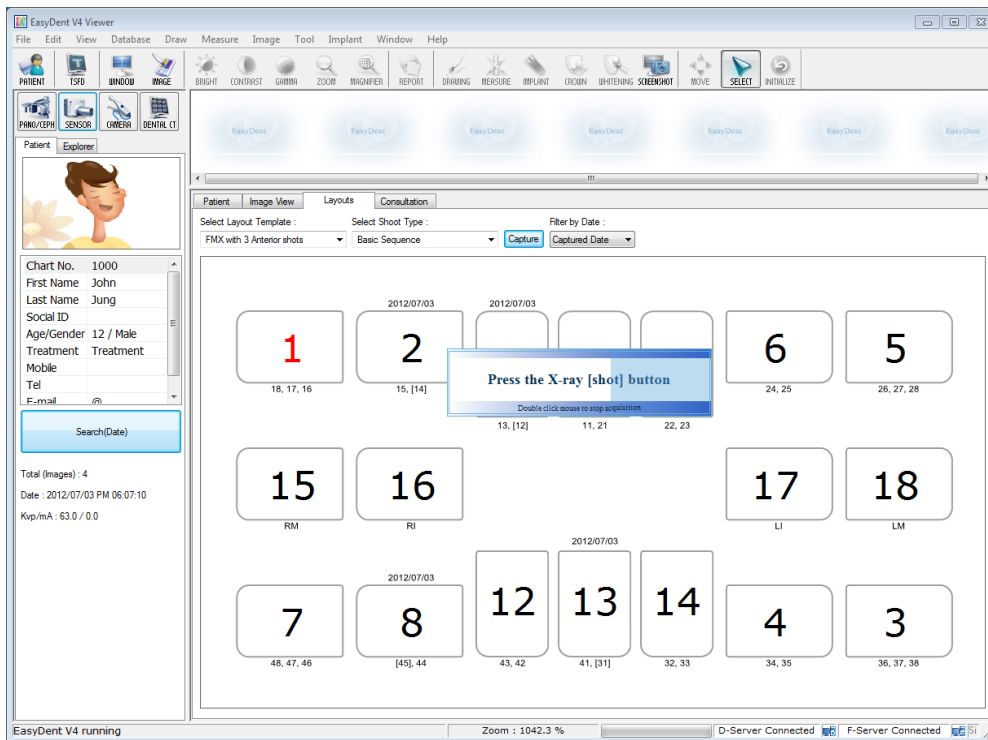 EasyDent V4 Viewer
File Edit View Database Draw Measure Image Tool Implant Window Help
PATIENT TSFD WINDOW IMAGE BRIGHT CONTRAST GAMMA ZOOM MAGNIFIER REPORT DRAWING MEASURE IMPLANT CROWN WHITENING SCREENSHOT MOVE SELECT INITIALIZE
PANO/CEPH SENSOR CAMERA DENTAL CT
EasyDent EasyDent EasyDent EasyDent EasyDent EasyDent EasyDent
Patient Explorer
Patient Image View Layouts Consultation
Select Layout Template : Select Shoot Type : Filter by Date :
FMX with 3 Anterior shots Basic Sequence Capture Captured Date
Chart No. 1000
First Name John
Last Name Jung
Social ID
Age/Gender 12 / Male
Treatment Treatment
Mobile
Tel
E-mail @
Search(Date)
Total (Images) : 4
Date : 2012/07/03 PM 06:07:10
Kvp/mA : 63.0 / 0.0
2012/07/03 2012/07/03
1 2 6 5
Press the X-ray [shot] button
Double click mouse to stop acquisition
18, 17, 16 15, [14] 24, 25 26, 27, 28
13, [12] 11, 21 22, 23
15 16 17 18
RM RI LI LM
2012/07/03
2012/07/03
7 8 12 13 14 4 3
48, 47, 46 [45], 44 43, 42 41, [31] 32, 33 34, 35 36, 37, 38
EasyDent V4 running Zoom : 1042.3 % D-Server Connected F-Server Connected Si